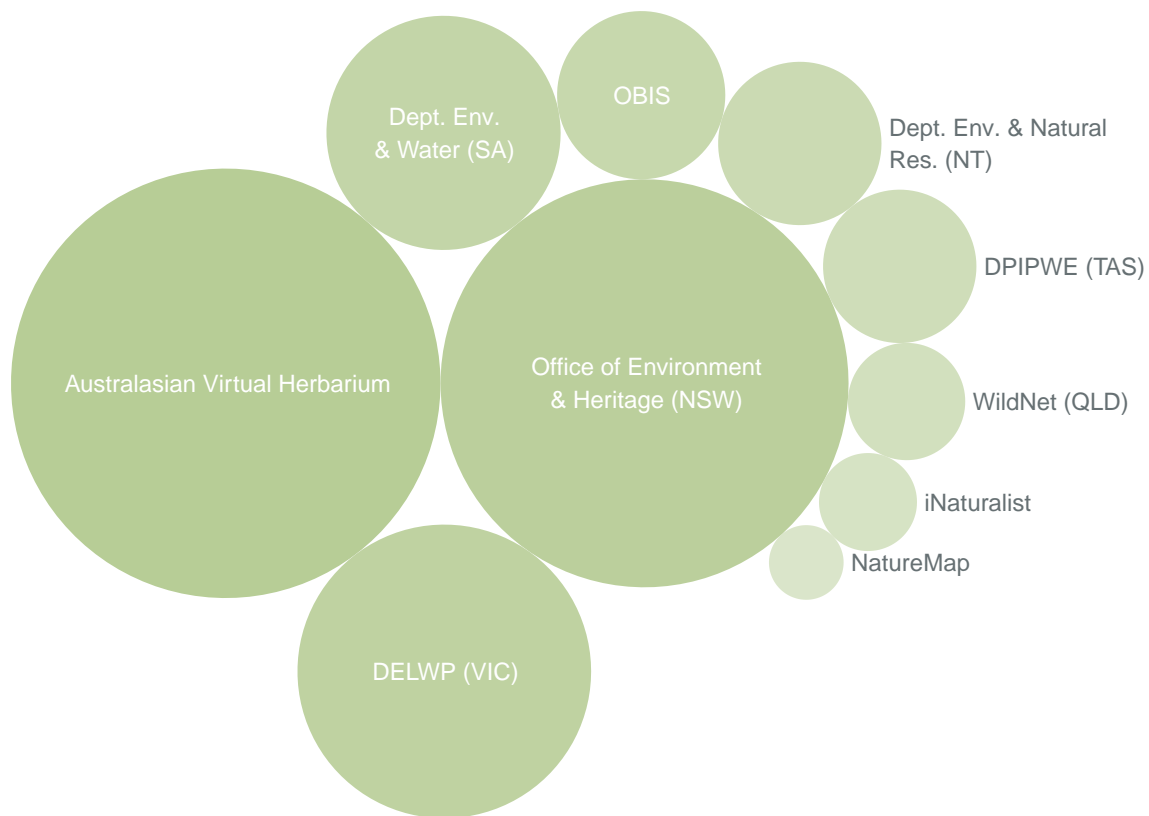 OBIS
Dept. Env.
& Water (SA)
Dept. Env. & Natural
Res. (NT)
DPIPWE (TAS)
Office of Environment
& Heritage (NSW)
Australasian Virtual Herbarium
WildNet (QLD)
iNaturalist
NatureMap
DELWP (VIC)